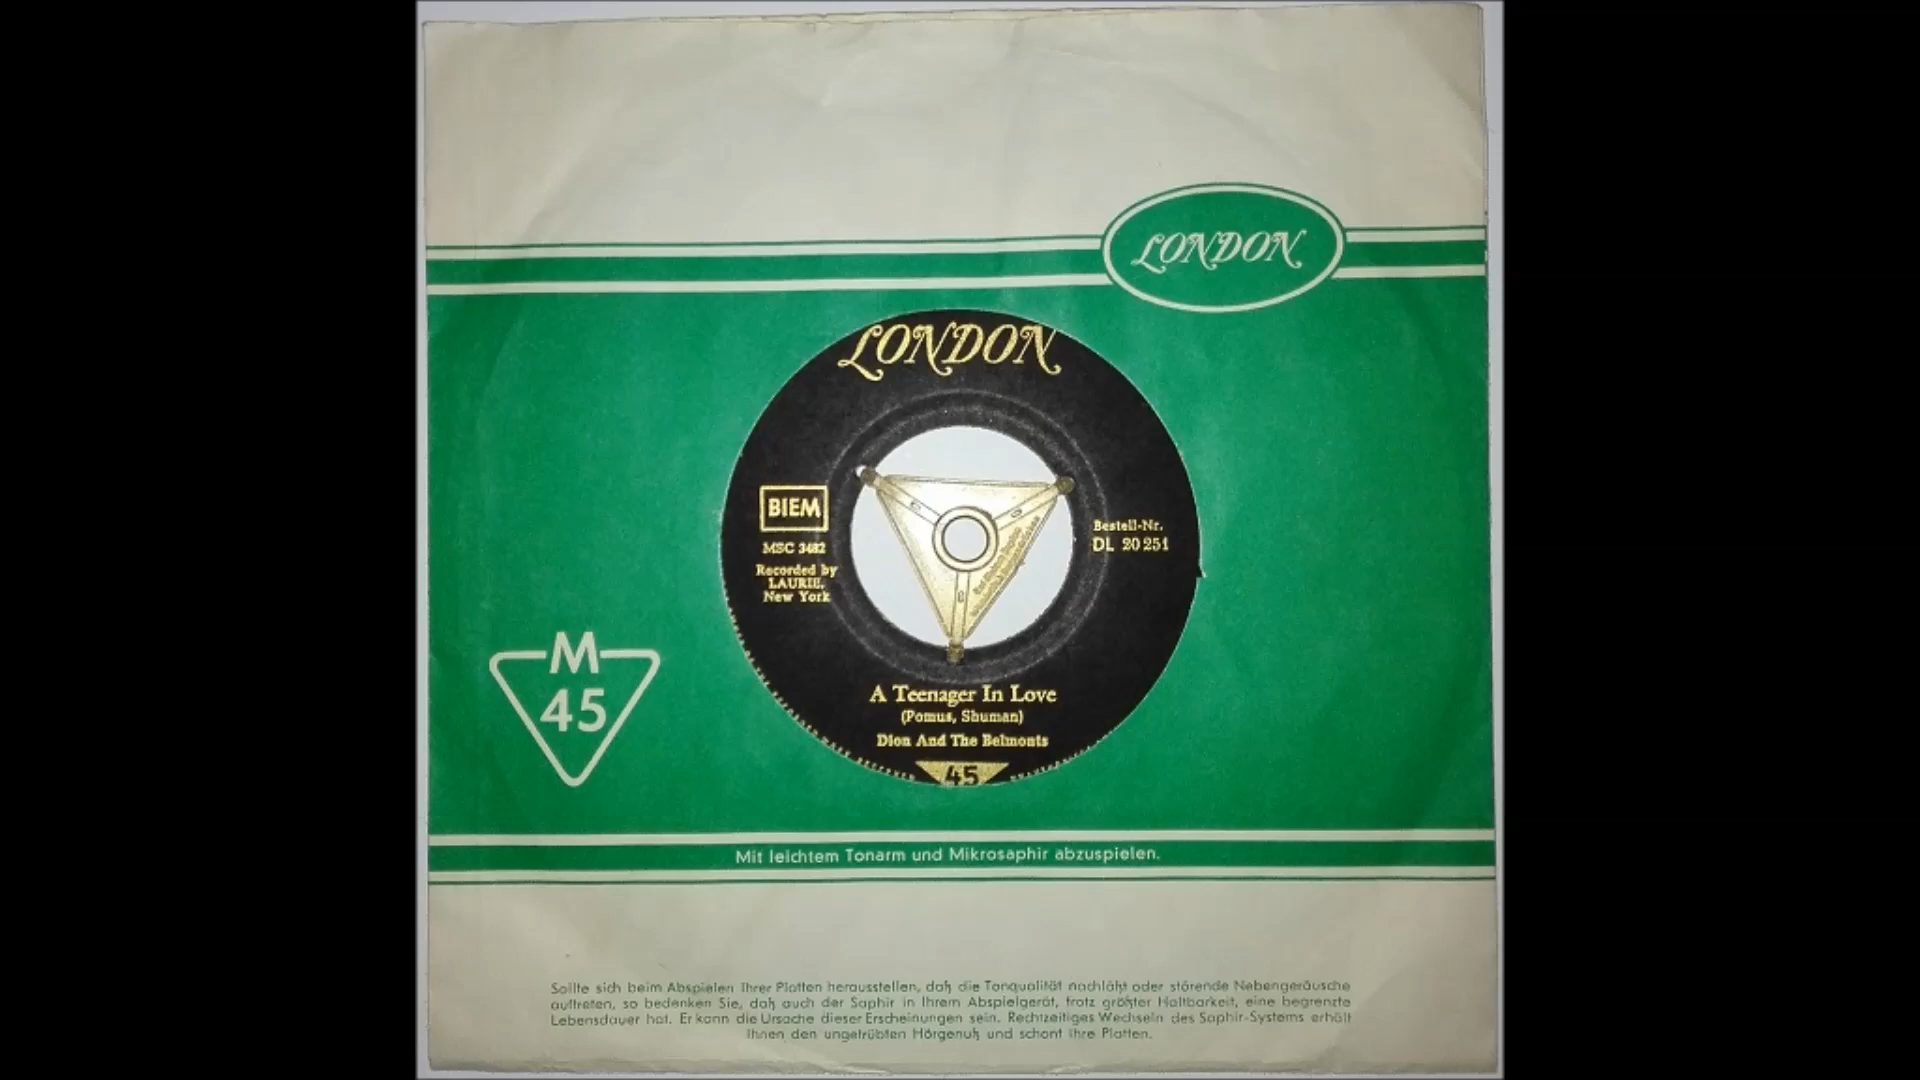 LONDON
LONDON
BIEM
MSC 3482
Recorded by
LAURIE,
New York
Bestell-Nr.
DL 20 251
M
45
A Teenager In Love
(Pomus, Shuman)
Dion And The Belmonts
45
Mit leichtem Tonarm und Mikrosaphir abzuspielen.
Sollte sich beim Abspielen Ihrer Platten herausstellen, daß die Tonqualität nachläßt oder störende Nebengeräusche
auftreten, so bedenken Sie, daß auch der Saphir in Ihrem Abspielgerät, trotz größter Haltbarkeit, eine begrenzte
Lebensdauer hat. Er kann die Ursache dieser Erscheinungen sein. Rechtzeitiges Wechseln des Saphir-Systems erhält
Ihnen den ungetrübten Hörgenuß und schont Ihre Platten.